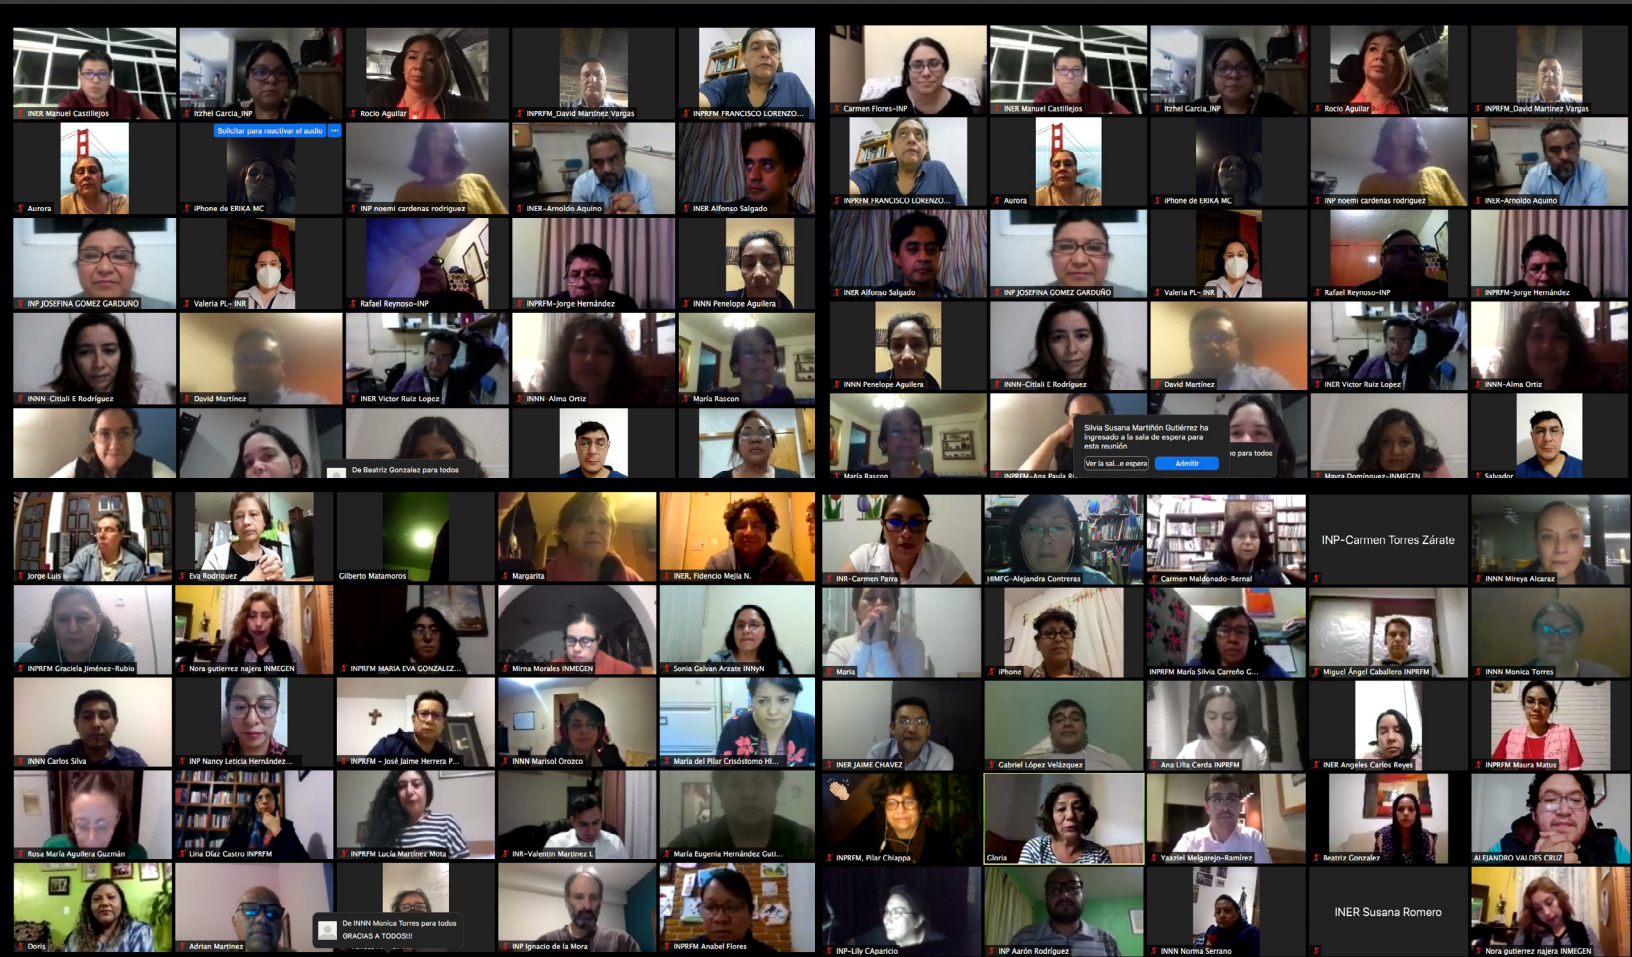 INER Manuel Castillejos
Itzhel Garcia_INP
Rocio Aguilar
INPRFM_David Martínez Vargas
INPRFM FRANCISCO LORENZO...
Solicitar para reactivar el audio
Aurora
iPhone de ERIKA MC
INP noemi cardenas rodriguez
INER-Arnoldo Aquino
INER Alfonso Salgado
INP JOSEFINA GOMEZ GARDUÑO
Valeria PL- INR
Rafael Reynoso-INP
INPRFM-Jorge Hernández
INNN Penelope Aguilera
INNN-Citlali E Rodríguez
David Martínez
INER Victor Ruiz Lopez
INNN-Alma Ortiz
María Rascon
De Beatriz Gonzalez para todos
Carmen Flores-INP
INER Manuel Castillejos
Itzhel Garcia_INP
Rocio Aguilar
INPRFM_David Martínez Vargas
INPRFM FRANCISCO LORENZO...
Aurora
iPhone de ERIKA MC
INP noemi cardenas rodriguez
INER-Arnoldo Aquino
INER Alfonso Salgado
INP JOSEFINA GOMEZ GARDUÑO
Valeria PL- INR
Rafael Reynoso-INP
INPRFM-Jorge Hernández
INNN Penelope Aguilera
INNN-Citlali E Rodríguez
David Martínez
INER Victor Ruiz Lopez
INNN-Alma Ortiz
Silvia Susana Martiñón Gutiérrez ha
ingresado a la sala de espera para
esta reunión
Ver la sal...e espera
Admitir
no para todos
María Rascon
INPRFM-Ana Paula
Mayra Domínguez-INMEGEN
Salvador
Jorge Luis
Eva Rodriguez
Gilberto Matamoros
Margarita
INER, Fidencio Mejia N.
INPRFM Graciela Jiménez-Rubio
Nora gutierrez najera INMEGEN
INPRFM MARIA EVA GONZALEZ...
Mirna Morales INMEGEN
Sonia Galvan Arzate INNyN
INNN Carlos Silva
INP Nancy Leticia Hernández...
INPRFM - José Jaime Herrera P...
INNN Marisol Orozco
María del Pilar Crisóstomo HI...
Rosa María Aguilera Guzmán
Lina Díaz Castro INPRFM
INPRFM Lucía Martínez Mota
INR-Valentin Martinez L
María Eugenia Hernández Guti...
Doris
Adrian Martinez
De INNN Monica Torres para todos
GRACIAS A TODOS!!!
INP Ignacio de la Mora
INPRFM Anabel Flores
INR-Carmen Parra
HIMFG-Alejandra Contreras
Carmen Maldonado-Bernal
INP-Carmen Torres Zárate
INNN Mireya Alcaraz
Maria
iPhone
INPRFM María Silvia Carreño G...
Miguel Ángel Caballero INPRFM
INNN Monica Torres
INER JAIME CHAVEZ
Gabriel López Velázquez
Ana Lilia Cerda INPRFM
INER Angeles Carlos Reyes
INPRFM Maura Matus
INPRFM, Pilar Chiappa
Gloria
Yaaziel Melgarejo-Ramírez
Beatriz Gonzalez
ALEJANDRO VALDES CRUZ
INP-Lily CAparicio
INP Aarón Rodríguez
INNN Norma Serrano
INER Susana Romero
Nora gutierrez najera INMEGEN